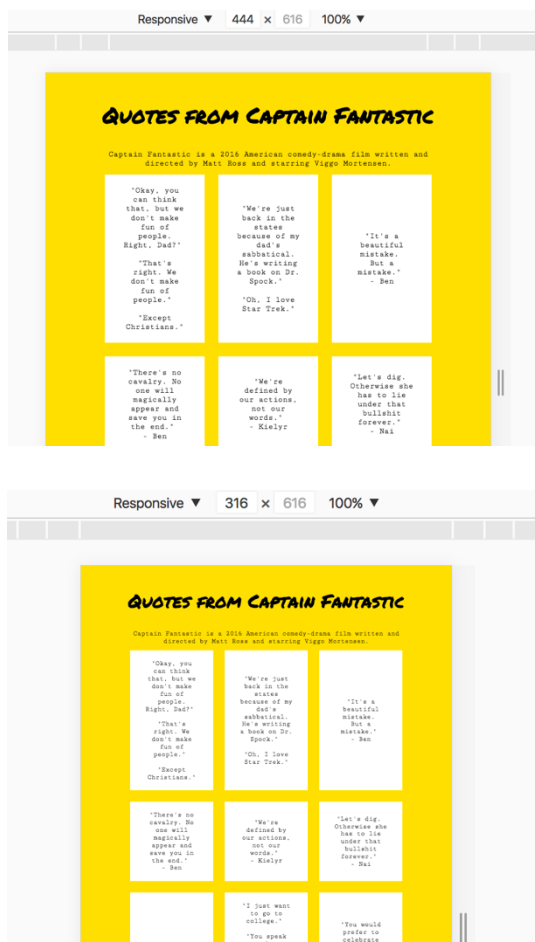 Responsive ▼ 444 × 616 100% ▼
Quotes from Captain Fantastic
Captain Fantastic is a 2016 American comedy-drama film written and
directed by Matt Ross and starring Viggo Mortensen.
"Okay, you
can think
that, but we
don't make
fun of
people.
Right, Dad?"
"That's
right. We
don't make
fun of
people."
"Except
Christians."
"We're just
back in the
states
because of my
dad's
sabbatical.
He's writing
a book on Dr.
Spock."
"Oh, I love
Star Trek."
"It's a
beautiful
mistake.
But a
mistake."
- Ben
"There's no
cavalry. No
one will
magically
appear and
save you in
the end."
- Ben
"We're
defined by
our actions,
not our
words."
- Kielyr
"Let's dig.
Otherwise she
has to lie
under that
bullshit
forever."
- Nai
Responsive ▼ 316 × 616 100% ▼
Quotes from Captain Fantastic
Captain Fantastic is a 2016 American comedy-drama film written and
directed by Matt Ross and starring Viggo Mortensen.
"Okay, you
can think
that, but we
don't make
fun of
people.
Right, Dad?"
"That's
right. We
don't make
fun of
people."
"Except
Christians."
"We're just
back in the
states
because of my
dad's
sabbatical.
He's writing
a book on Dr.
Spock."
"Oh, I love
Star Trek."
"It's a
beautiful
mistake.
But a
mistake."
- Ben
"There's no
cavalry. No
one will
magically
appear and
save you in
the end."
- Ben
"We're
defined by
our actions,
not our
words."
- Kielyr
"Let's dig.
Otherwise she
has to lie
under that
bullshit
forever."
- Nai
"I just want
to go to
college."
"You speak
"You would
prefer to
celebrate